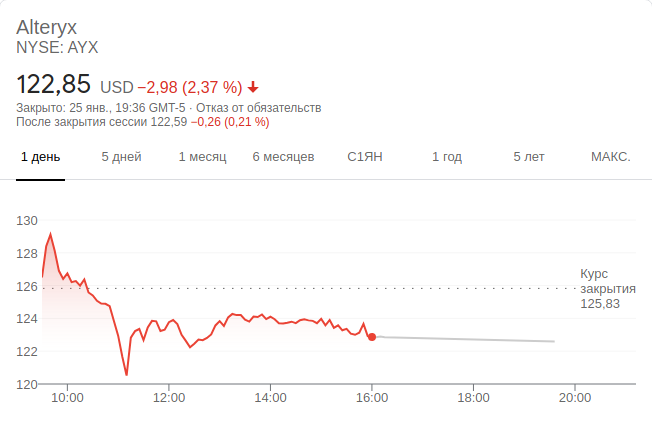 Alteryx
NYSE: AYX
122,85 USD −2,98 (2,37 %)
Закрыто: 25 янв., 19:36 GMT-5 · Отказ от обязательств
После закрытия сессии 122,59 −0,26 (0,21 %)
1 день 5 дней 1 месяц 6 месяцев С1ЯН 1 год 5 лет МАКС.
130
128
126
124
122
120
Курс
закрытия
125,83
10:00 12:00 14:00 16:00 18:00 20:00